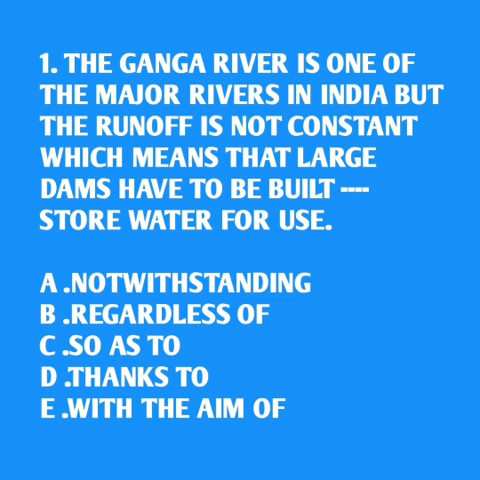 1. THE GANGA RIVER IS ONE OF
THE MAJOR RIVERS IN INDIA BUT
THE RUNOFF IS NOT CONSTANT
WHICH MEANS THAT LARGE
DAMS HAVE TO BE BUILT ----
STORE WATER FOR USE.
A .NOTWITHSTANDING
B .REGARDLESS OF
C .SO AS TO
D .THANKS TO
E .WITH THE AIM OF